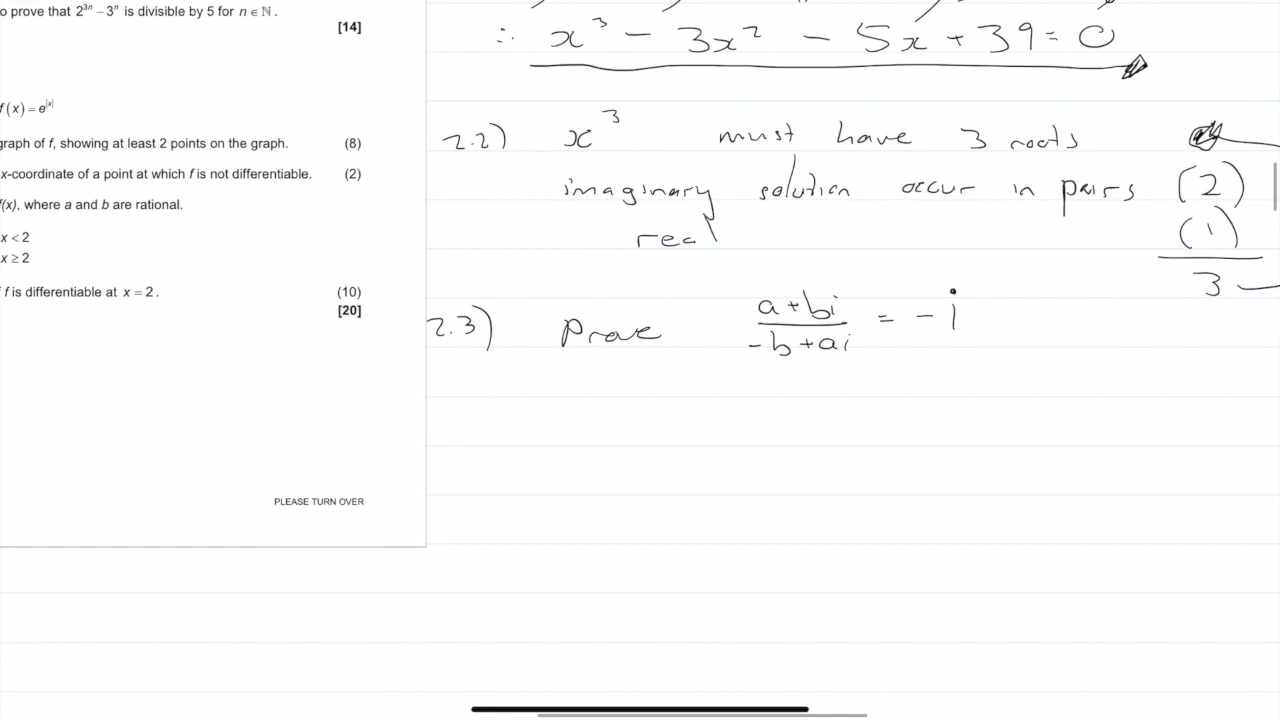 o prove that 2³ⁿ – 3ⁿ is divisible by 5 for n ∈ ℕ.
[14]
f(x) = e^|x|
graph of f, showing at least 2 points on the graph. (8)
x-coordinate of a point at which f is not differentiable. (2)
f(x), where a and b are rational.
x < 2
x ≥ 2
f is differentiable at x = 2. (10)
[20]
PLEASE TURN OVER
∴ x³ – 3x² – 5x + 39 = 0
2.2) x³ must have 3 roots
imaginary solution occur in pairs (2)
real (1)
3
2.3) Prove (a + bi)/(-b + ai) = - i